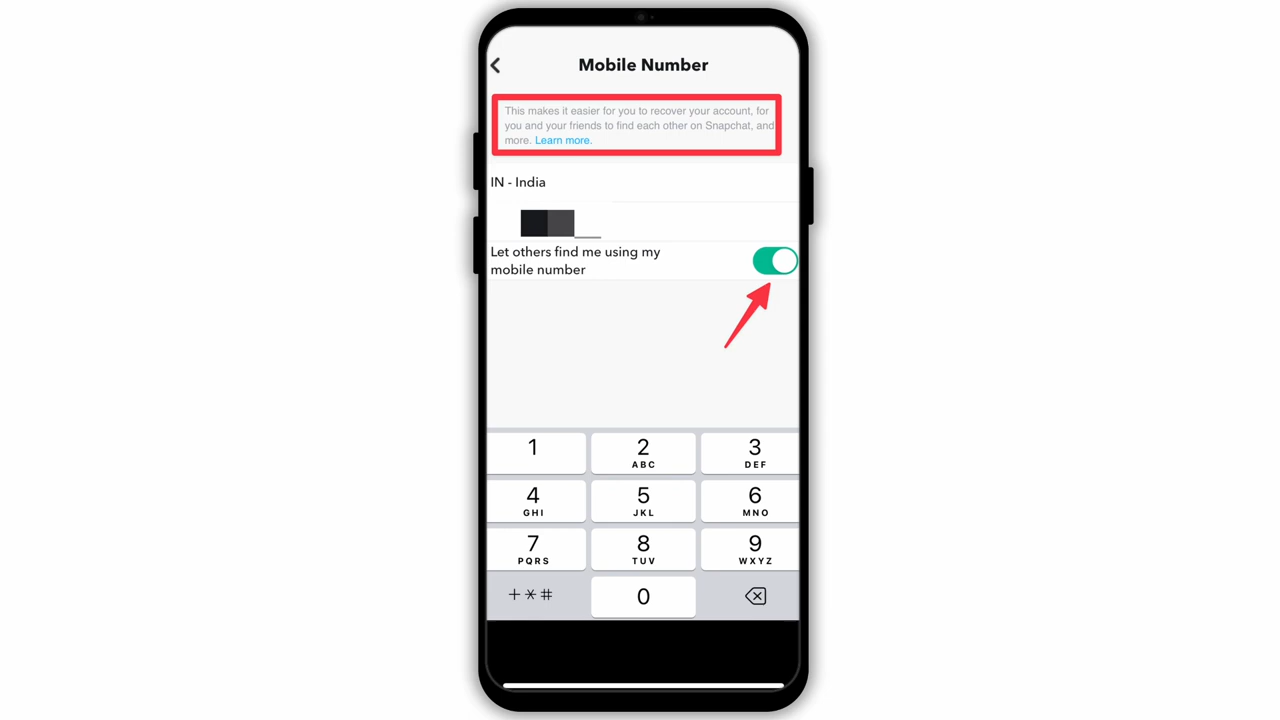 Mobile Number
This makes it easier for you to recover your account, for
you and your friends to find each other on Snapchat, and
more. Learn more.
IN - India
Let others find me using my
mobile number
1 2 3
ABC DEF
4 5 6
GHI JKL MNO
7 8 9
PQRS TUV WXYZ
+*# 0